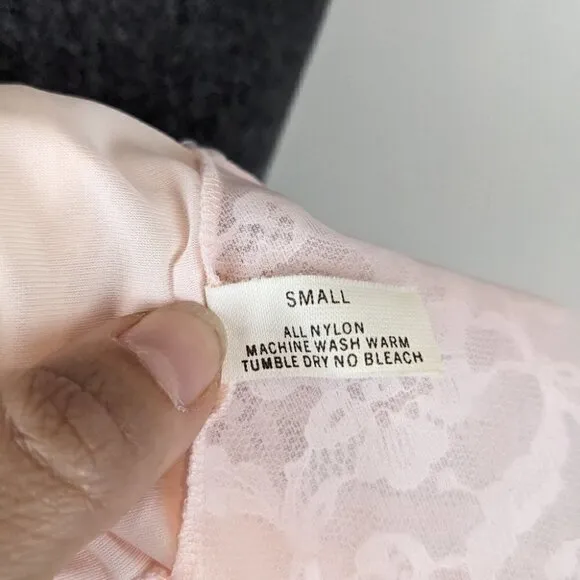 SMALL
ALL NYLON
MACHINE WASH WARM
TUMBLE DRY NO BLEACH